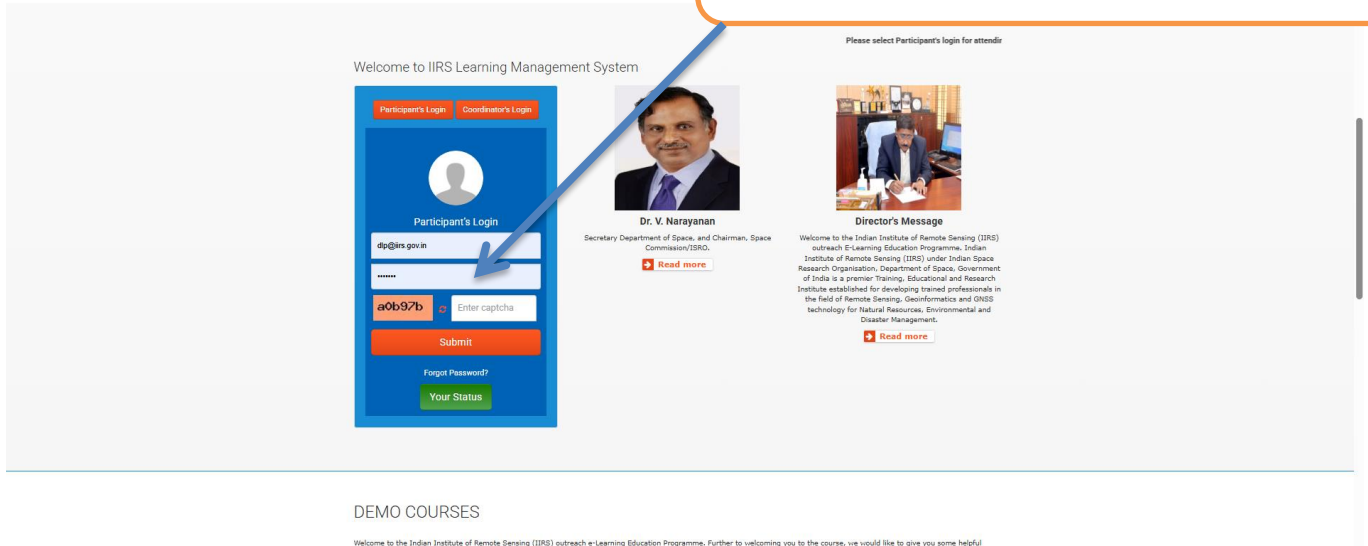 Please select Participant's login for attendir
Welcome to IIRS Learning Management System
Participant's Login
Coordinator's Login
Participant's Login
dlp@iirs.gov.in
•••••••
a0b97b
Enter captcha
Submit
Forgot Password?
Your Status
Dr. V. Narayanan
Secretary Department of Space, and Chairman, Space
Commission/ISRO.
Read more
Director's Message
Welcome to the Indian Institute of Remote Sensing (IIRS)
outreach E-Learning Education Programme. Indian
Institute of Remote Sensing (IIRS) under Indian Space
Research Organisation, Department of Space, Government
of India is a premier Training, Educational and Research
Institute established for developing trained professionals in
the field of Remote Sensing, Geoinformatics and GNSS
technology for Natural Resources, Environmental and
Disaster Management.
Read more
DEMO COURSES
Welcome to the Indian Institute of Remote Sensing (IIRS) outreach e-Learning Education Programme. Further to welcoming you to the course, we would like to give you some helpful